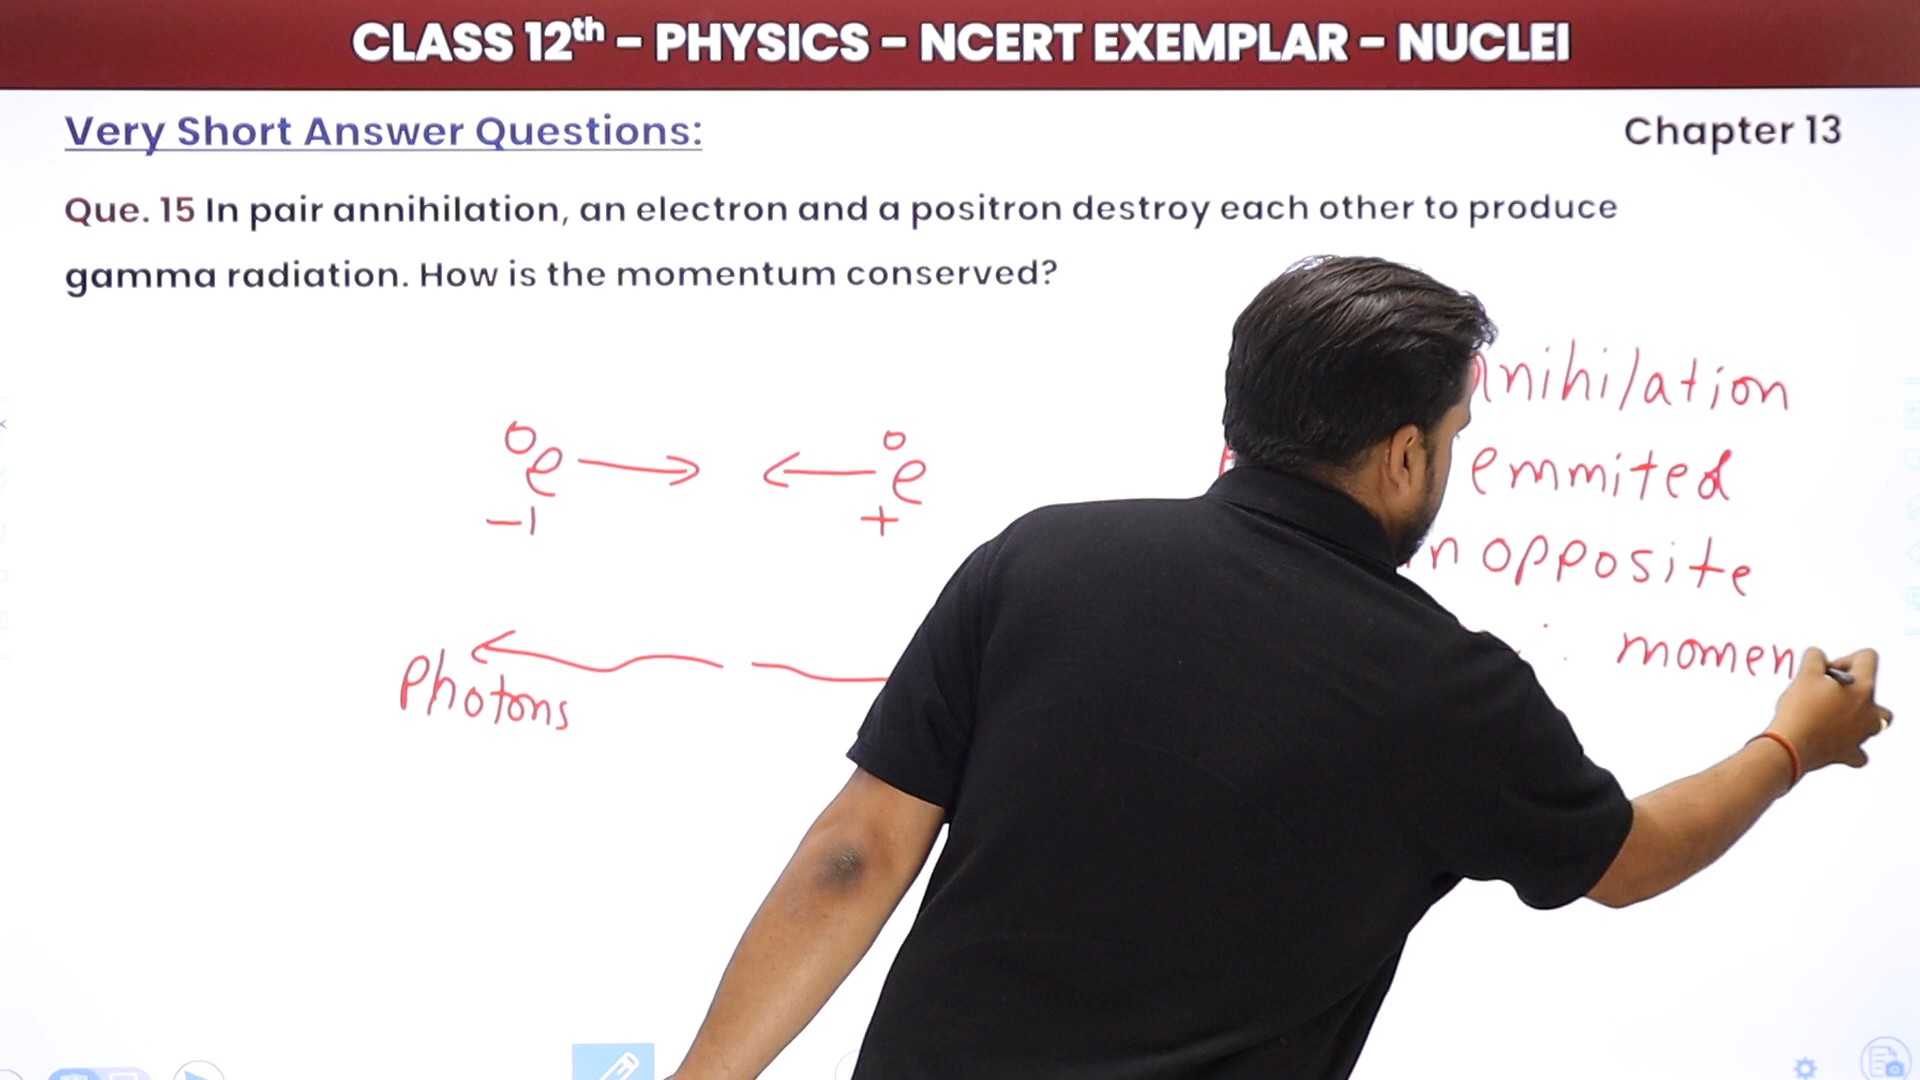 CLASS 12th - PHYSICS - NCERT EXEMPLAR - NUCLEI
Very Short Answer Questions:
Chapter 13
Que. 15 In pair annihilation, an electron and a positron destroy each other to produce
gamma radiation. How is the momentum conserved?
nihilation
0 e -1
0 e +
emmited
n opposite
Photons
momen